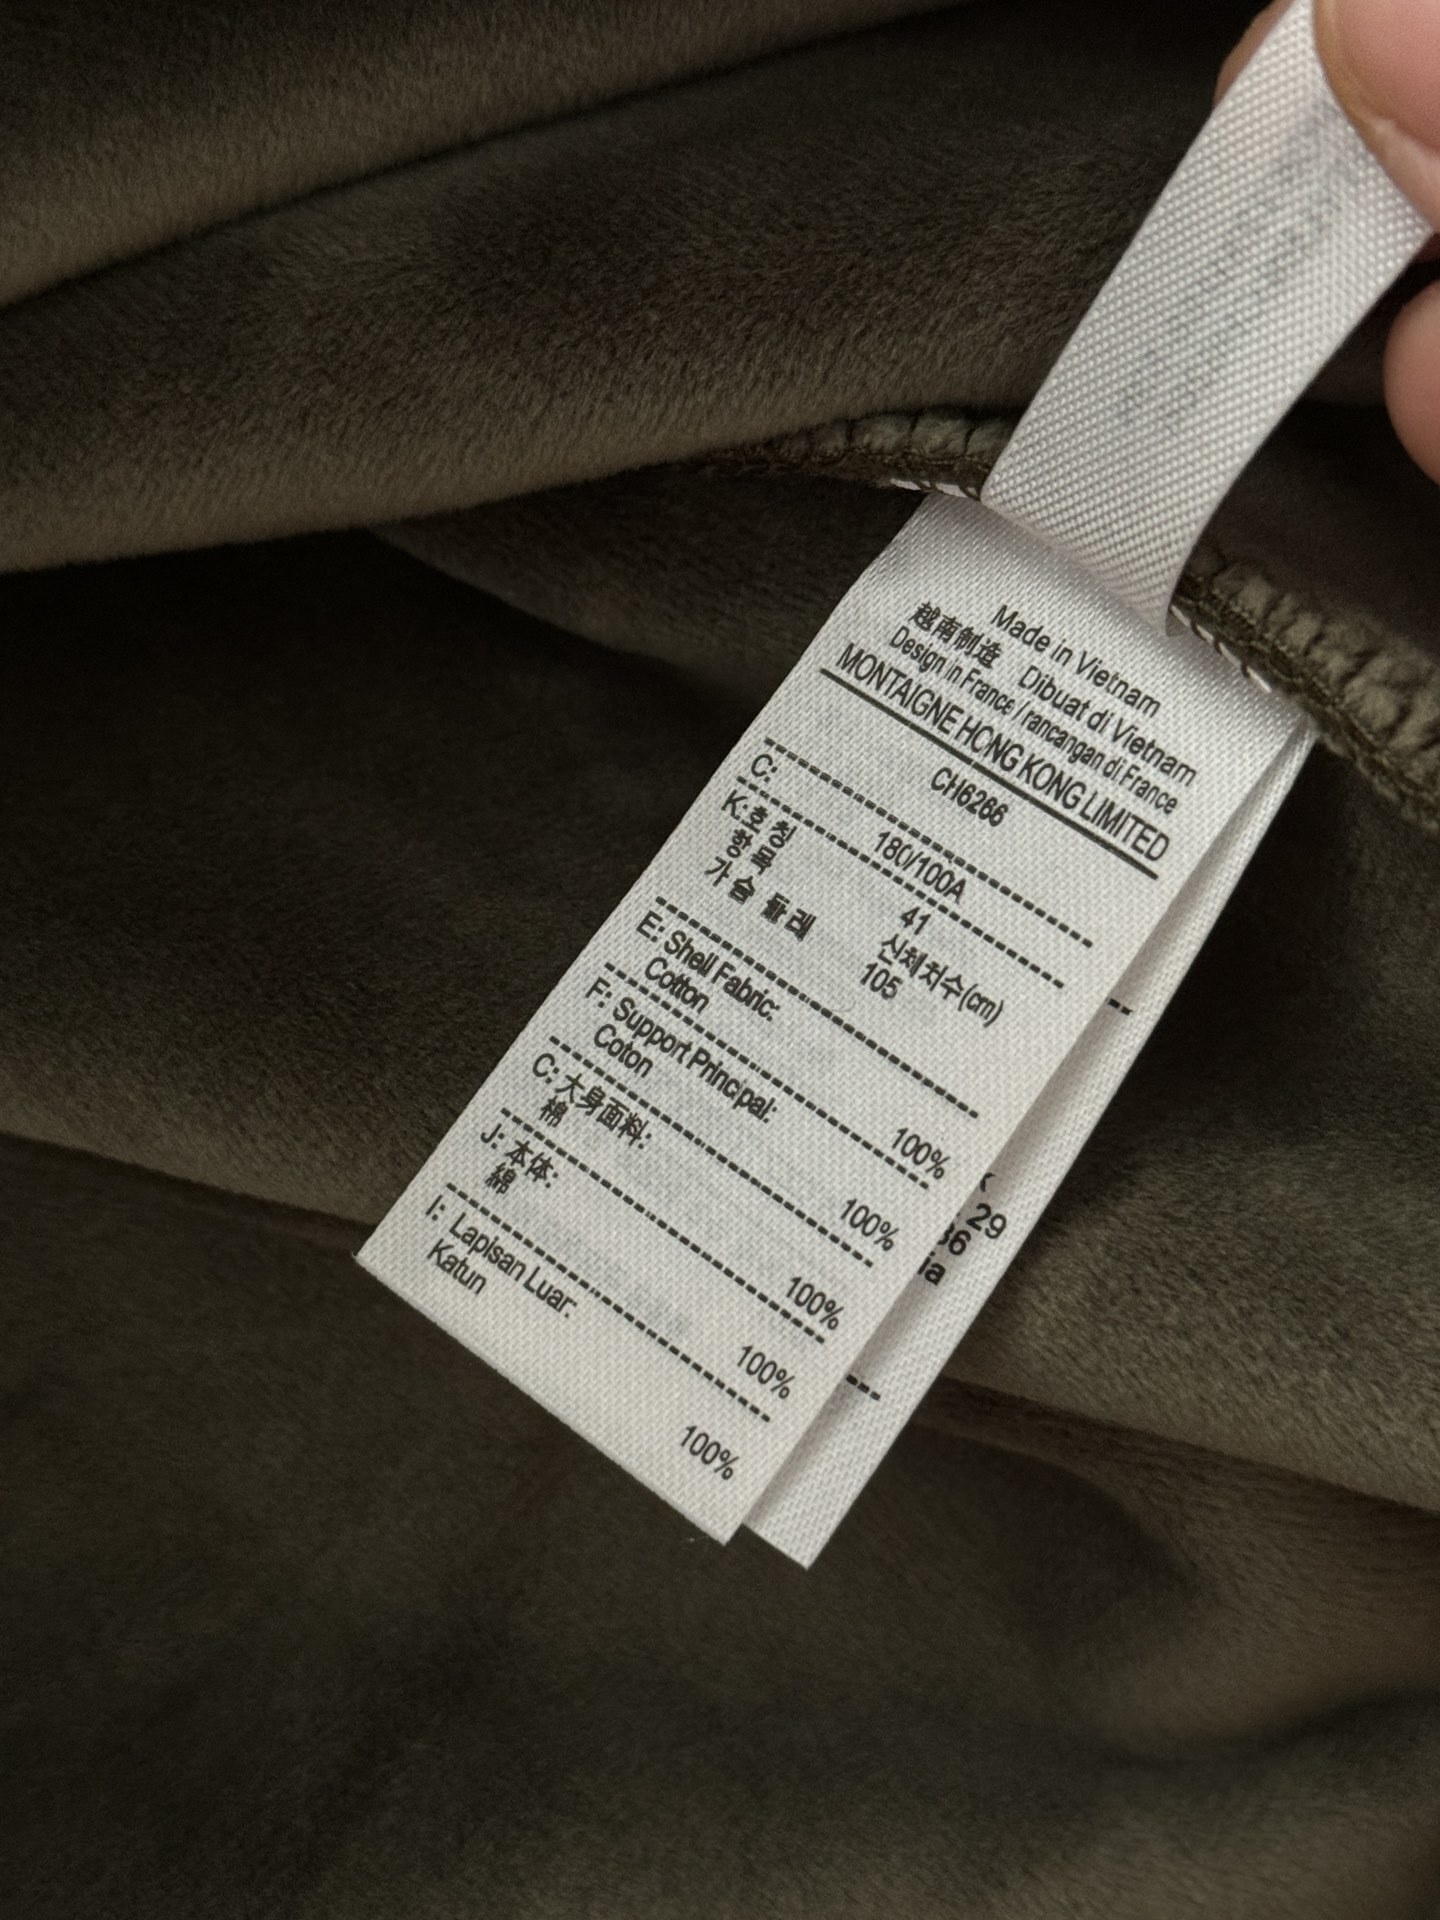 Made in Vietnam
越南制造 Dibuat di Vietnam
Design in France / rancangan di France
MONTAIGNE HONG KONG LIMITED
CH6266
C: 180/100A
K:호칭 41
항목 신체치수(cm)
가슴 둘레 105
E: Shell Fabric:
Cotton 100%
F: Support Principal:
Coton 100%
C: 大身面料:
棉 100%
J: 本体:
綿 100%
I: Lapisan Luar:
Katun 100%
29